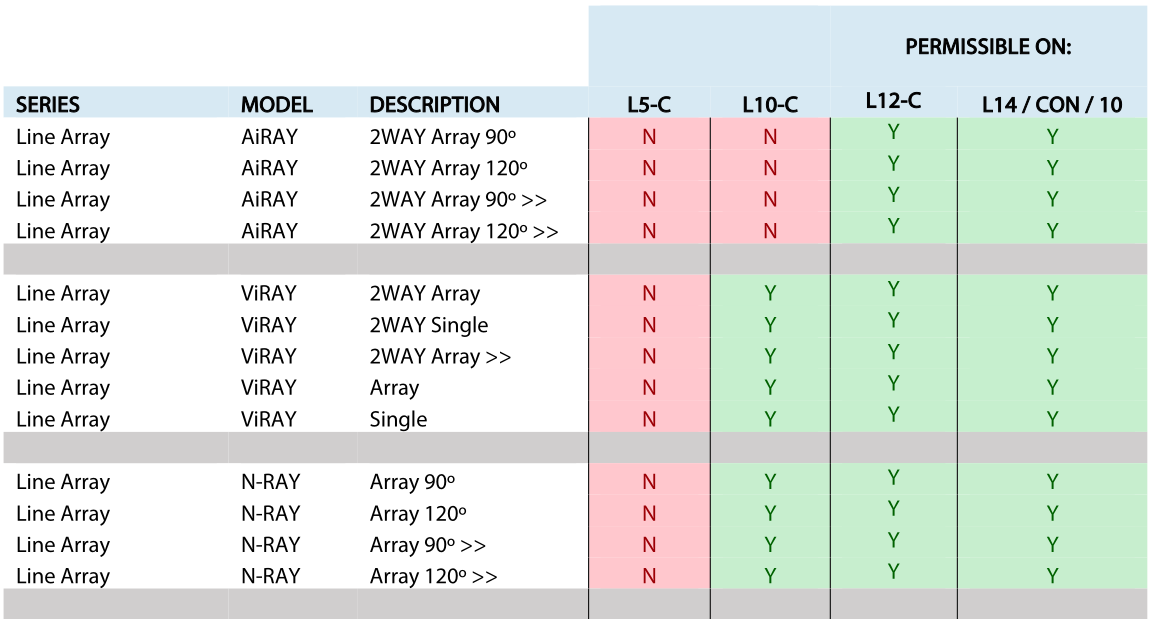 PERMISSIBLE ON:
SERIES MODEL DESCRIPTION L5-C L10-C L12-C L14 / CON / 10
Line Array AiRAY 2WAY Array 90º N N Y Y
Line Array AiRAY 2WAY Array 120º N N Y Y
Line Array AiRAY 2WAY Array 90º >> N N Y Y
Line Array AiRAY 2WAY Array 120º >> N N Y Y
Line Array ViRAY 2WAY Array N Y Y Y
Line Array ViRAY 2WAY Single N Y Y Y
Line Array ViRAY 2WAY Array >> N Y Y Y
Line Array ViRAY Array N Y Y Y
Line Array ViRAY Single N Y Y Y
Line Array N-RAY Array 90º N Y Y Y
Line Array N-RAY Array 120º N Y Y Y
Line Array N-RAY Array 90º >> N Y Y Y
Line Array N-RAY Array 120º >> N Y Y Y